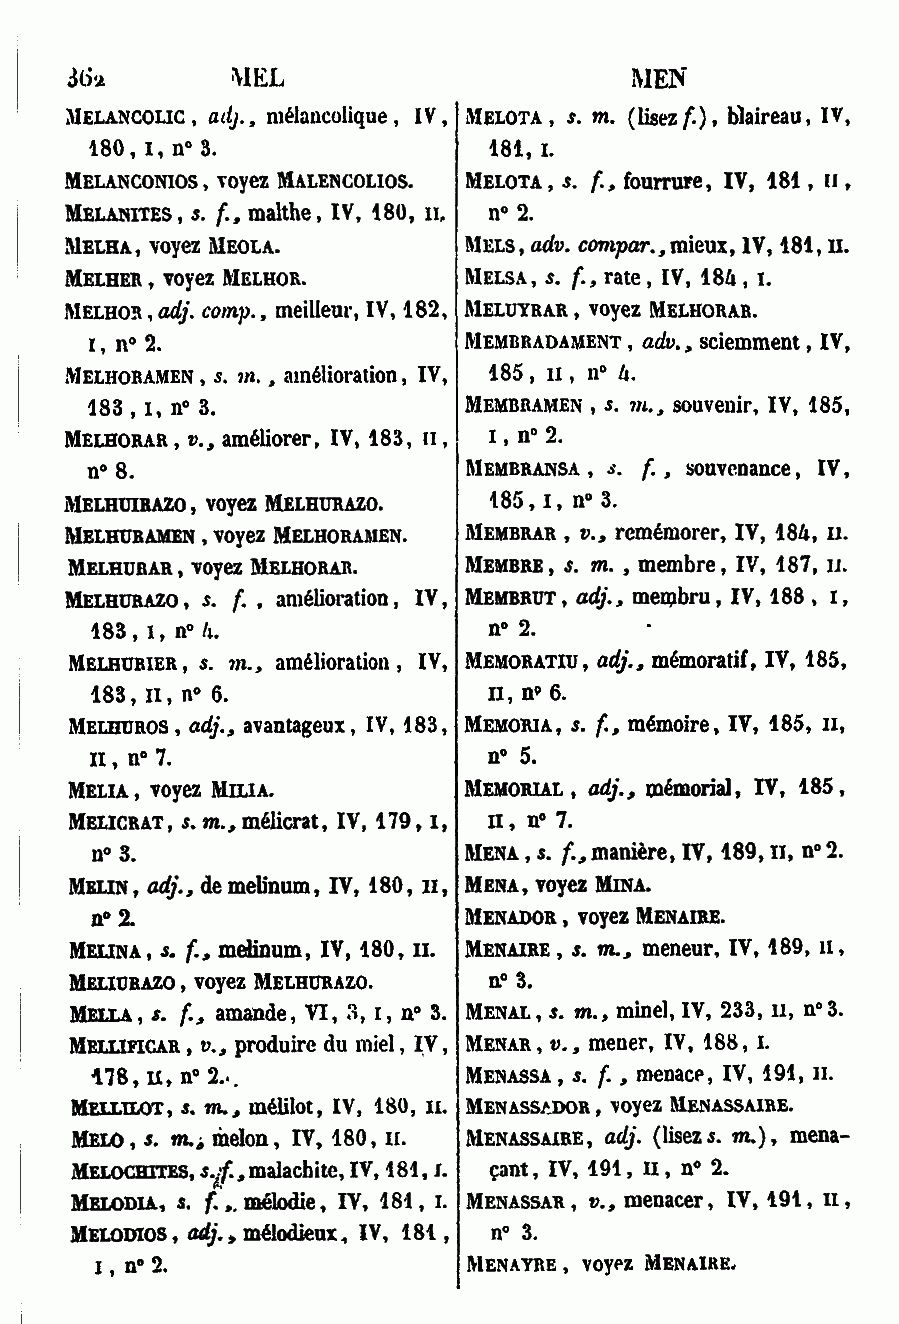 362 MEL MEN
MELANCOLIC, adj., mélancolique, IV,
180, I, n° 3.
MELANCONIOS, voyez MALENCOLIOS.
MELANITES, s. f., malthe, IV, 180, II.
MELHA, voyez MEOLA.
MELHER, voyez MELHOR.
MELHOR, adj. comp., meilleur, IV, 182,
I, n° 2.
MELHORAMEN, s. m., amélioration, IV,
183, I, n° 3.
MELHORAR, v., améliorer, IV, 183, II,
n° 8.
MELHUIRAZO, voyez MELHURAZO.
MELHURAMEN, voyez MELHORAMEN.
MELHURAR, voyez MELHORAR.
MELHURAZO, s. f., amélioration, IV,
183, I, n° 4.
MELHURIER, s. m., amélioration, IV,
183, II, n° 6.
MELHUROS, adj., avantageux, IV, 183,
II, n° 7.
MELIA, voyez MILIA.
MELICRAT, s. m., mélicrat, IV, 179, I,
n° 3.
MELIN, adj., de melinum, IV, 180, II,
n° 2.
MELINA, s. f., melinum, IV, 180, II.
MELIURAZO, voyez MELHURAZO.
MELLA, s. f., amande, VI, 3, I, n° 3.
MELLIFICAR, v., produire du miel, IV,
178, II, n° 2.
MELLILOT, s. m., mélilot, IV, 180, II.
MELO, s. m., melon, IV, 180, II.
MELOCHITES, s. f., malachite, IV, 181, I.
MELODIA, s. f., mélodie, IV, 181, I.
MELODIOS, adj., mélodieux, IV, 181,
I, n° 2.
MELOTA, s. m. (lisez f.), blaireau, IV,
181, I.
MELOTA, s. f., fourrure, IV, 181, II,
n° 2.
MELS, adv. compar., mieux, IV, 181, II.
MELSA, s. f., rate, IV, 184, I.
MELUYRAR, voyez MELHORAR.
MEMBRADAMENT, adv., sciemment, IV,
185, II, n° 4.
MEMBRAMEN, s. m., souvenir, IV, 185,
I, n° 2.
MEMBRANSA, s. f., souvenance, IV,
185, I, n° 3.
MEMBRAR, v., remémorer, IV, 184, II.
MEMBRE, s. m., membre, IV, 187, II.
MEMBRUT, adj., membru, IV, 188, I,
n° 2.
MEMORATIU, adj., mémoratif, IV, 185,
II, n° 6.
MEMORIA, s. f., mémoire, IV, 185, II,
n° 5.
MEMORIAL, adj., mémorial, IV, 185,
II, n° 7.
MENA, s. f., manière, IV, 189, II, n° 2.
MENA, voyez MINA.
MENADOR, voyez MENAIRE.
MENAIRE, s. m., meneur, IV, 189, II,
n° 3.
MENAL, s. m., minel, IV, 233, II, n° 3.
MENAR, v., mener, IV, 188, I.
MENASSA, s. f., menace, IV, 191, II.
MENASSADOR, voyez MENASSAIRE.
MENASSAIRE, adj. (lisez s. m.), mena-
çant, IV, 191, II, n° 2.
MENASSAR, v., menacer, IV, 191, II,
n° 3.
MENAYRE, voyez MENAIRE.